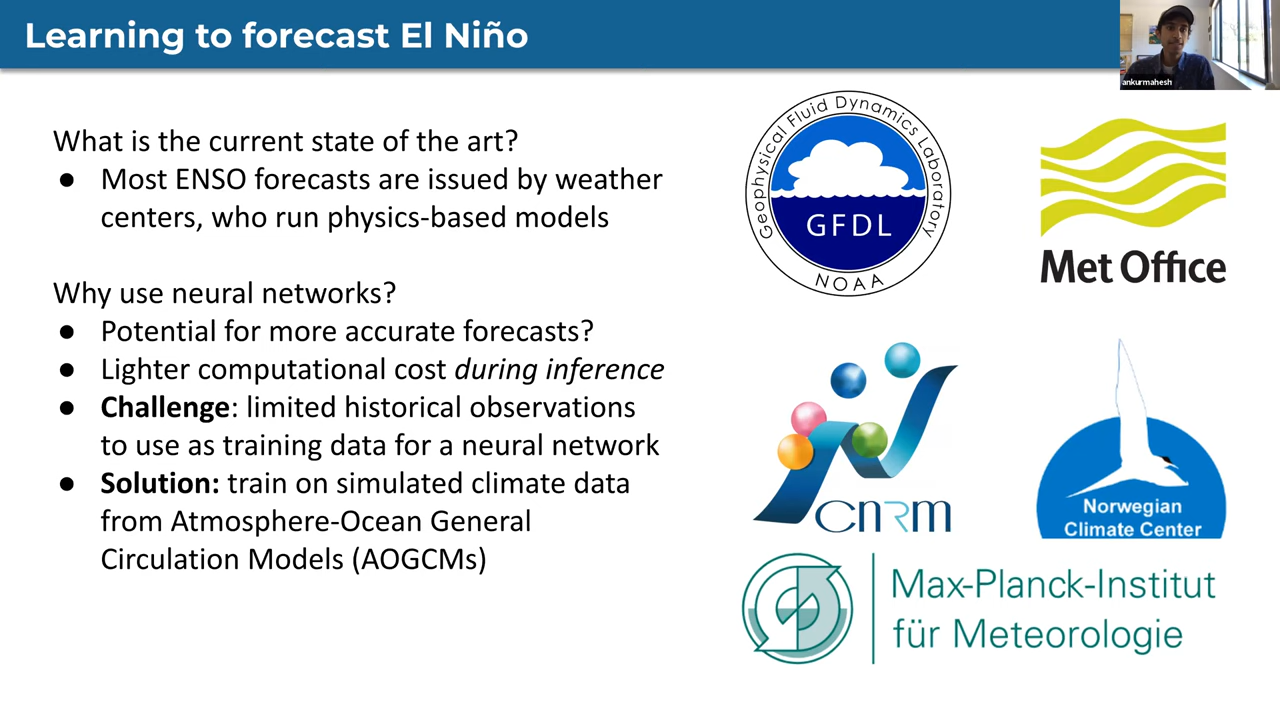 Learning to forecast El Niño
ankurmahesh
What is the current state of the art?
● Most ENSO forecasts are issued by weather
centers, who run physics-based models
Why use neural networks?
● Potential for more accurate forecasts?
● Lighter computational cost during inference
● Challenge: limited historical observations
to use as training data for a neural network
● Solution: train on simulated climate data
from Atmosphere-Ocean General
Circulation Models (AOGCMs)
Geophysical Fluid Dynamics Laboratory
GFDL
NOAA
Met Office
CNRM
Norwegian
Climate Center
Max-Planck-Institut
für Meteorologie